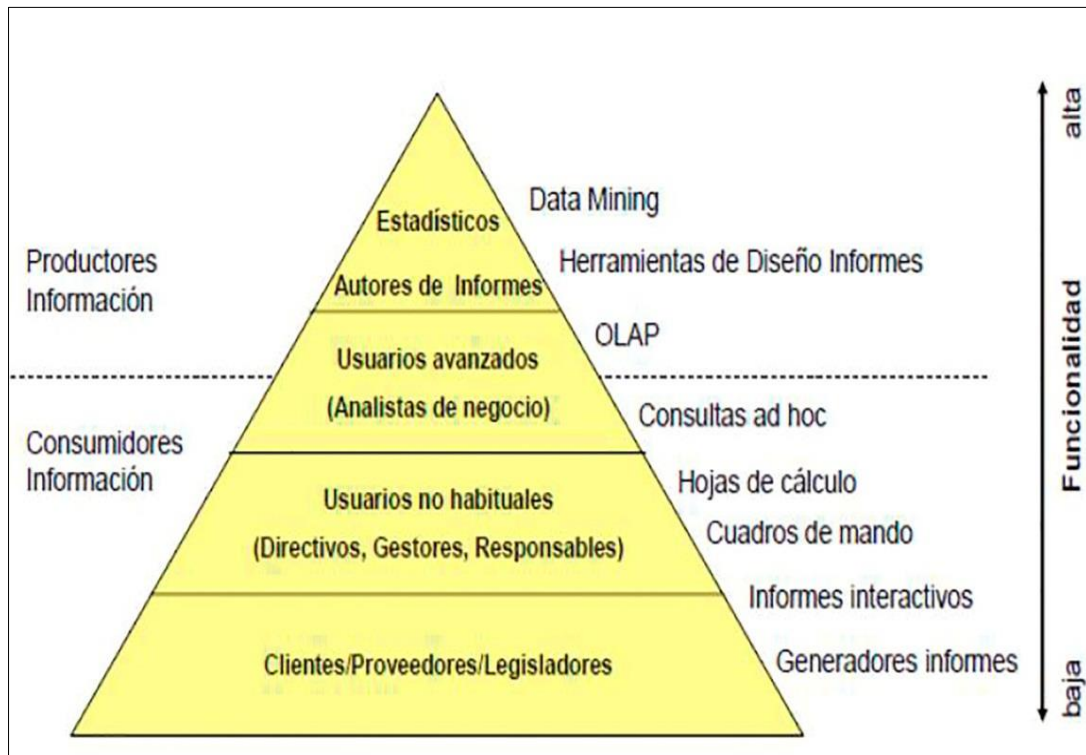 alta
Estadísticos
Data Mining
Productores
Información
Autores de Informes
Herramientas de Diseño Informes
OLAP
Usuarios avanzados
(Analistas de negocio)
Consultas ad hoc
Consumidores
Información
Funcionalidad
Usuarios no habituales
(Directivos, Gestores, Responsables)
Hojas de cálculo
Cuadros de mando
Informes interactivos
Clientes/Proveedores/Legisladores
Generadores informes
baja